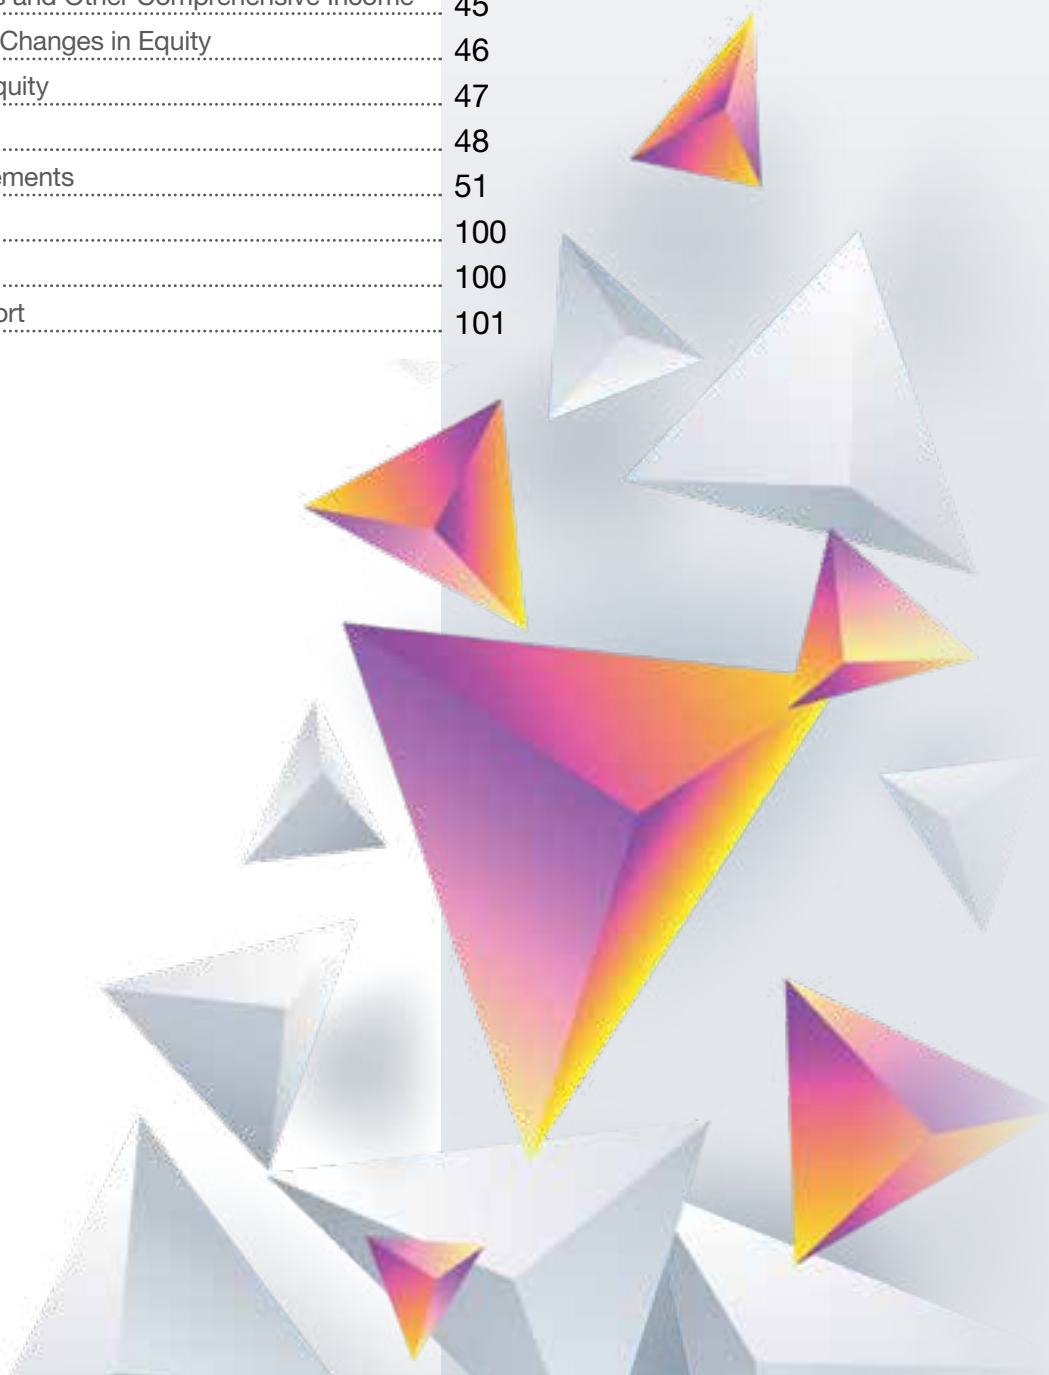 and Other Comprehensive Income 45
Changes in Equity 46
quity 47
48
ements 51
100
100
ort 101